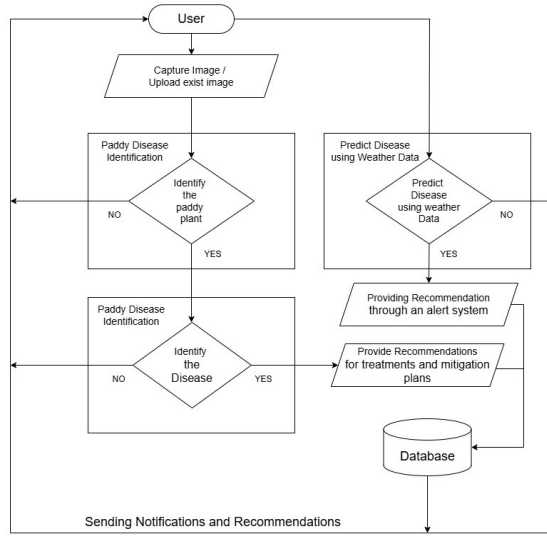 User
Capture Image /
Upload exist image
Paddy Disease
Identification
Identify
the
paddy
plant
NO
YES
Predict Disease
using Weather Data
Predict
Disease
using weather
Data
NO
YES
Providing Recommendation
through an alert system
Paddy Disease
Identification
Identify
the
Disease
NO
YES
Provide Recommendations
for treatments and mitigation
plans
Database
Sending Notifications and Recommendations